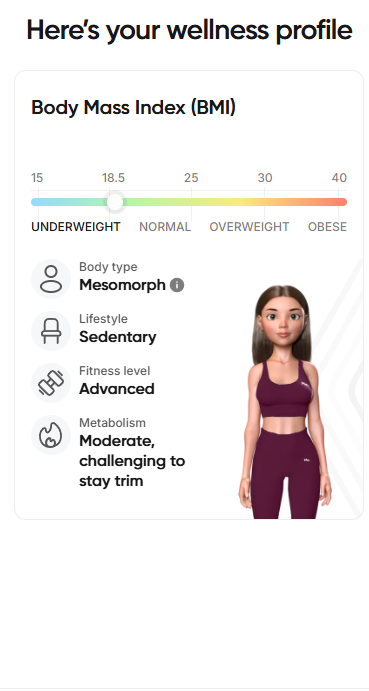 Here's your wellness profile
Body Mass Index (BMI)
15 18.5 25 30 40
UNDERWEIGHT NORMAL OVERWEIGHT OBESE
Body type
Mesomorph
Lifestyle
Sedentary
Fitness level
Advanced
Metabolism
Moderate,
challenging to
stay trim